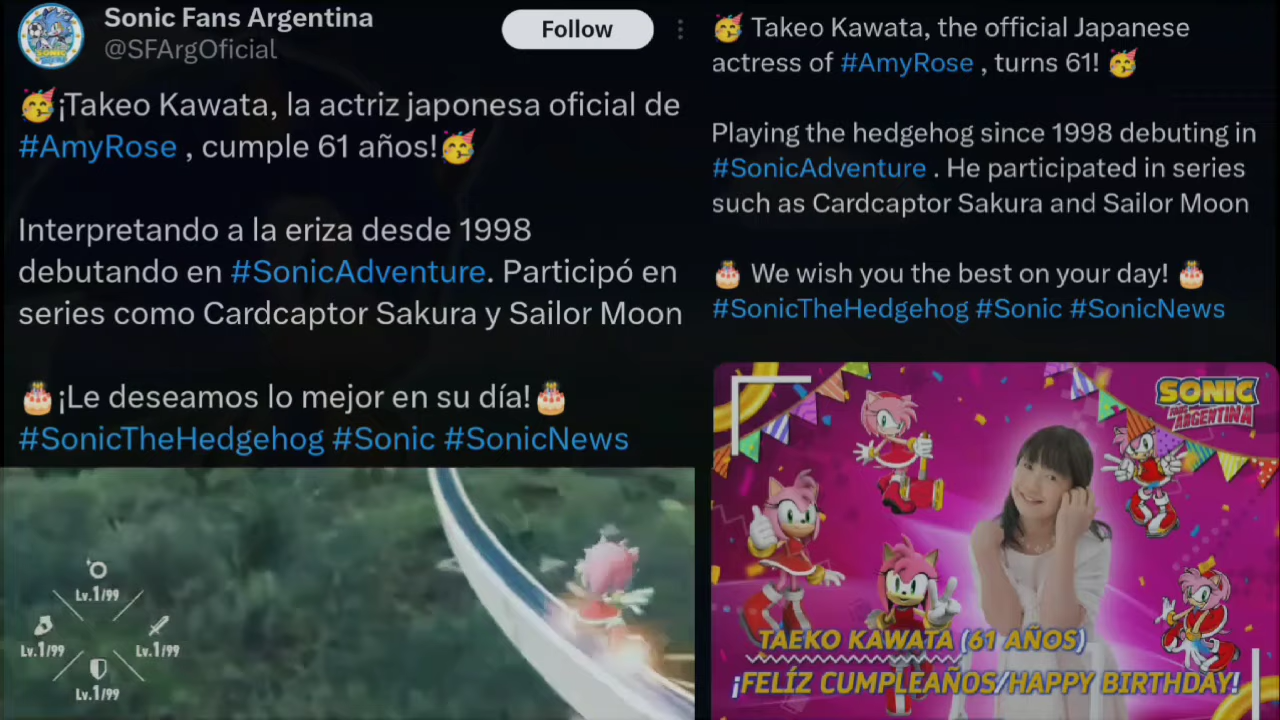 Sonic Fans Argentina
@SFArgOficial
Follow
🥳¡Takeo Kawata, la actriz japonesa oficial de
#AmyRose , cumple 61 años!🥳
Interpretando a la eriza desde 1998
debutando en #SonicAdventure. Participó en
series como Cardcaptor Sakura y Sailor Moon
🎂¡Le deseamos lo mejor en su día!🎂
#SonicTheHedgehog #Sonic #SonicNews
Lv.1/99
Lv.1/99
Lv.1/99
Lv.1/99
🥳 Takeo Kawata, the official Japanese
actress of #AmyRose , turns 61! 🥳
Playing the hedgehog since 1998 debuting in
#SonicAdventure . He participated in series
such as Cardcaptor Sakura and Sailor Moon
🎂 We wish you the best on your day! 🎂
#SonicTheHedgehog #Sonic #SonicNews
SONIC
FANS ARGENTINA
TAEKO KAWATA (61 AÑOS)
¡FELÍZ CUMPLEAÑOS/HAPPY BIRTHDAY!